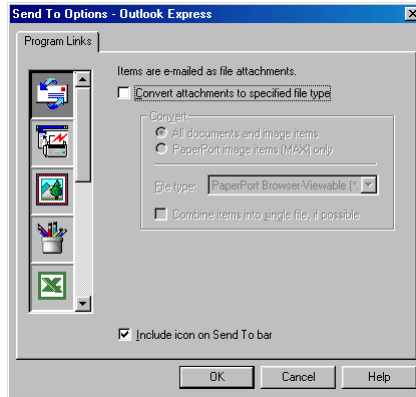 Send To Options - Outlook Express
Program Links
Items are e-mailed as file attachments.
Convert attachments to specified file type
Convert
All documents and image items
PaperPort image items (MAX) only
File type: PaperPort Browser-Viewable (*.
Combine items into single file, if possible
Include icon on Send To bar
OK Cancel Help